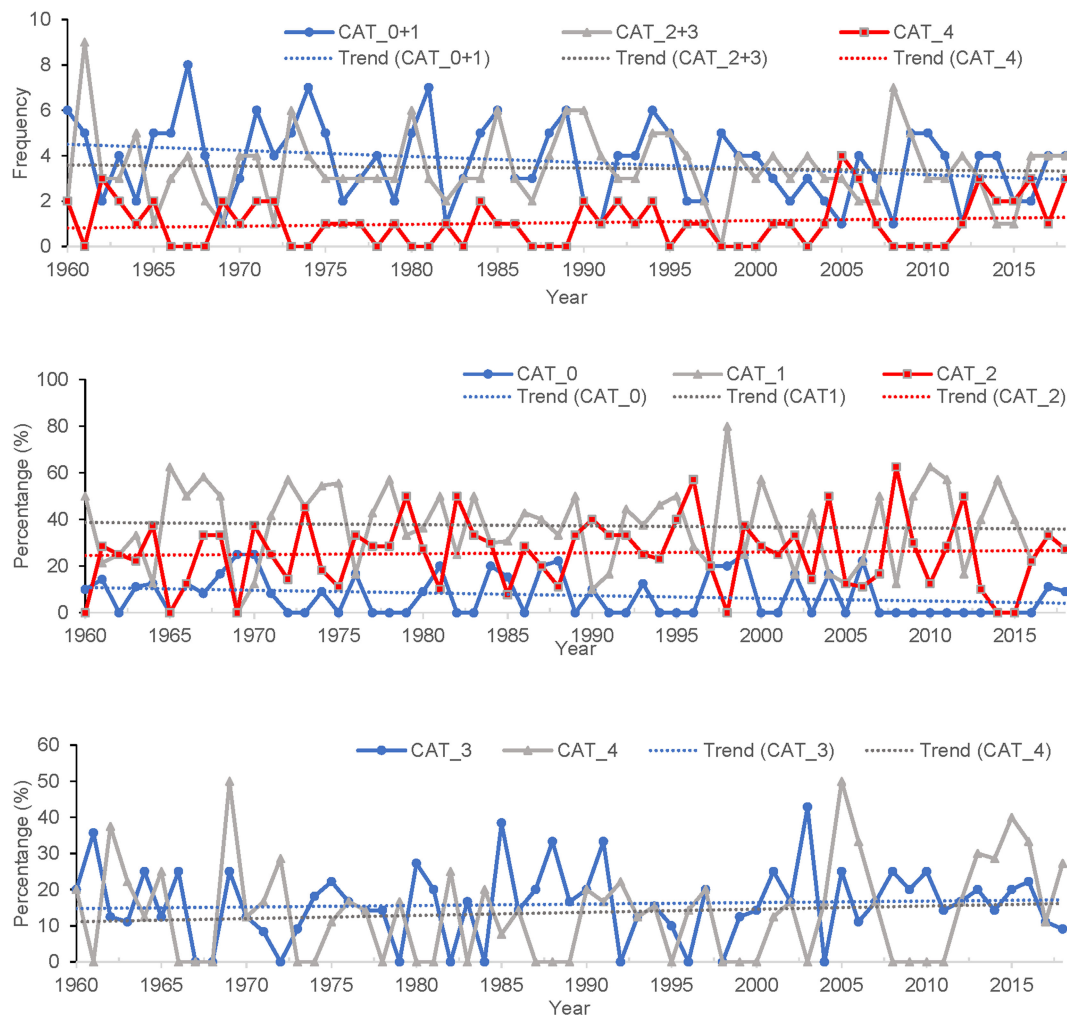 CAT_0+1 CAT_2+3 CAT_4
Trend (CAT_0+1) Trend (CAT_2+3) Trend (CAT_4)
10
8
6
4
2
0
Frequency
1960 1965 1970 1975 1980 1985 1990 1995 2000 2005 2010 2015
Year
CAT_0 CAT_1 CAT_2
Trend (CAT_0) Trend (CAT1) Trend (CAT_2)
100
80
60
40
20
0
Percentange (%)
1960 1965 1970 1975 1980 1985 1990 1995 2000 2005 2010 2015
Year
CAT_3 CAT_4 Trend (CAT_3) Trend (CAT_4)
60
50
40
30
20
10
0
Percentange (%)
1960 1965 1970 1975 1980 1985 1990 1995 2000 2005 2010 2015
Year